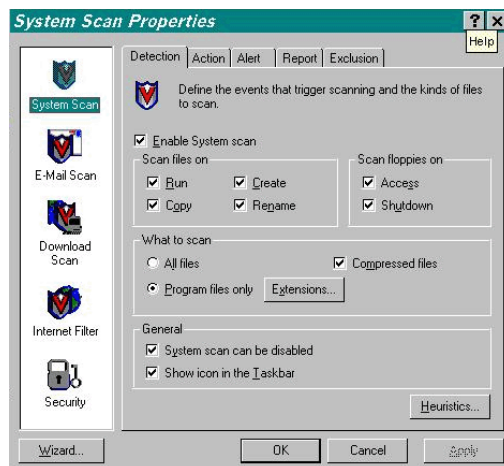 System Scan Properties
? X
Help
System Scan
E-Mail Scan
Download
Scan
Internet Filter
Security
Detection Action Alert Report Exclusion
Define the events that trigger scanning and the kinds of files
to scan.
Enable System scan
Scan files on
Run Create
Copy Rename
Scan floppies on
Access
Shutdown
What to scan
All files Compressed files
Program files only Extensions...
General
System scan can be disabled
Show icon in the Taskbar
Heuristics...
Wizard... OK Cancel Apply